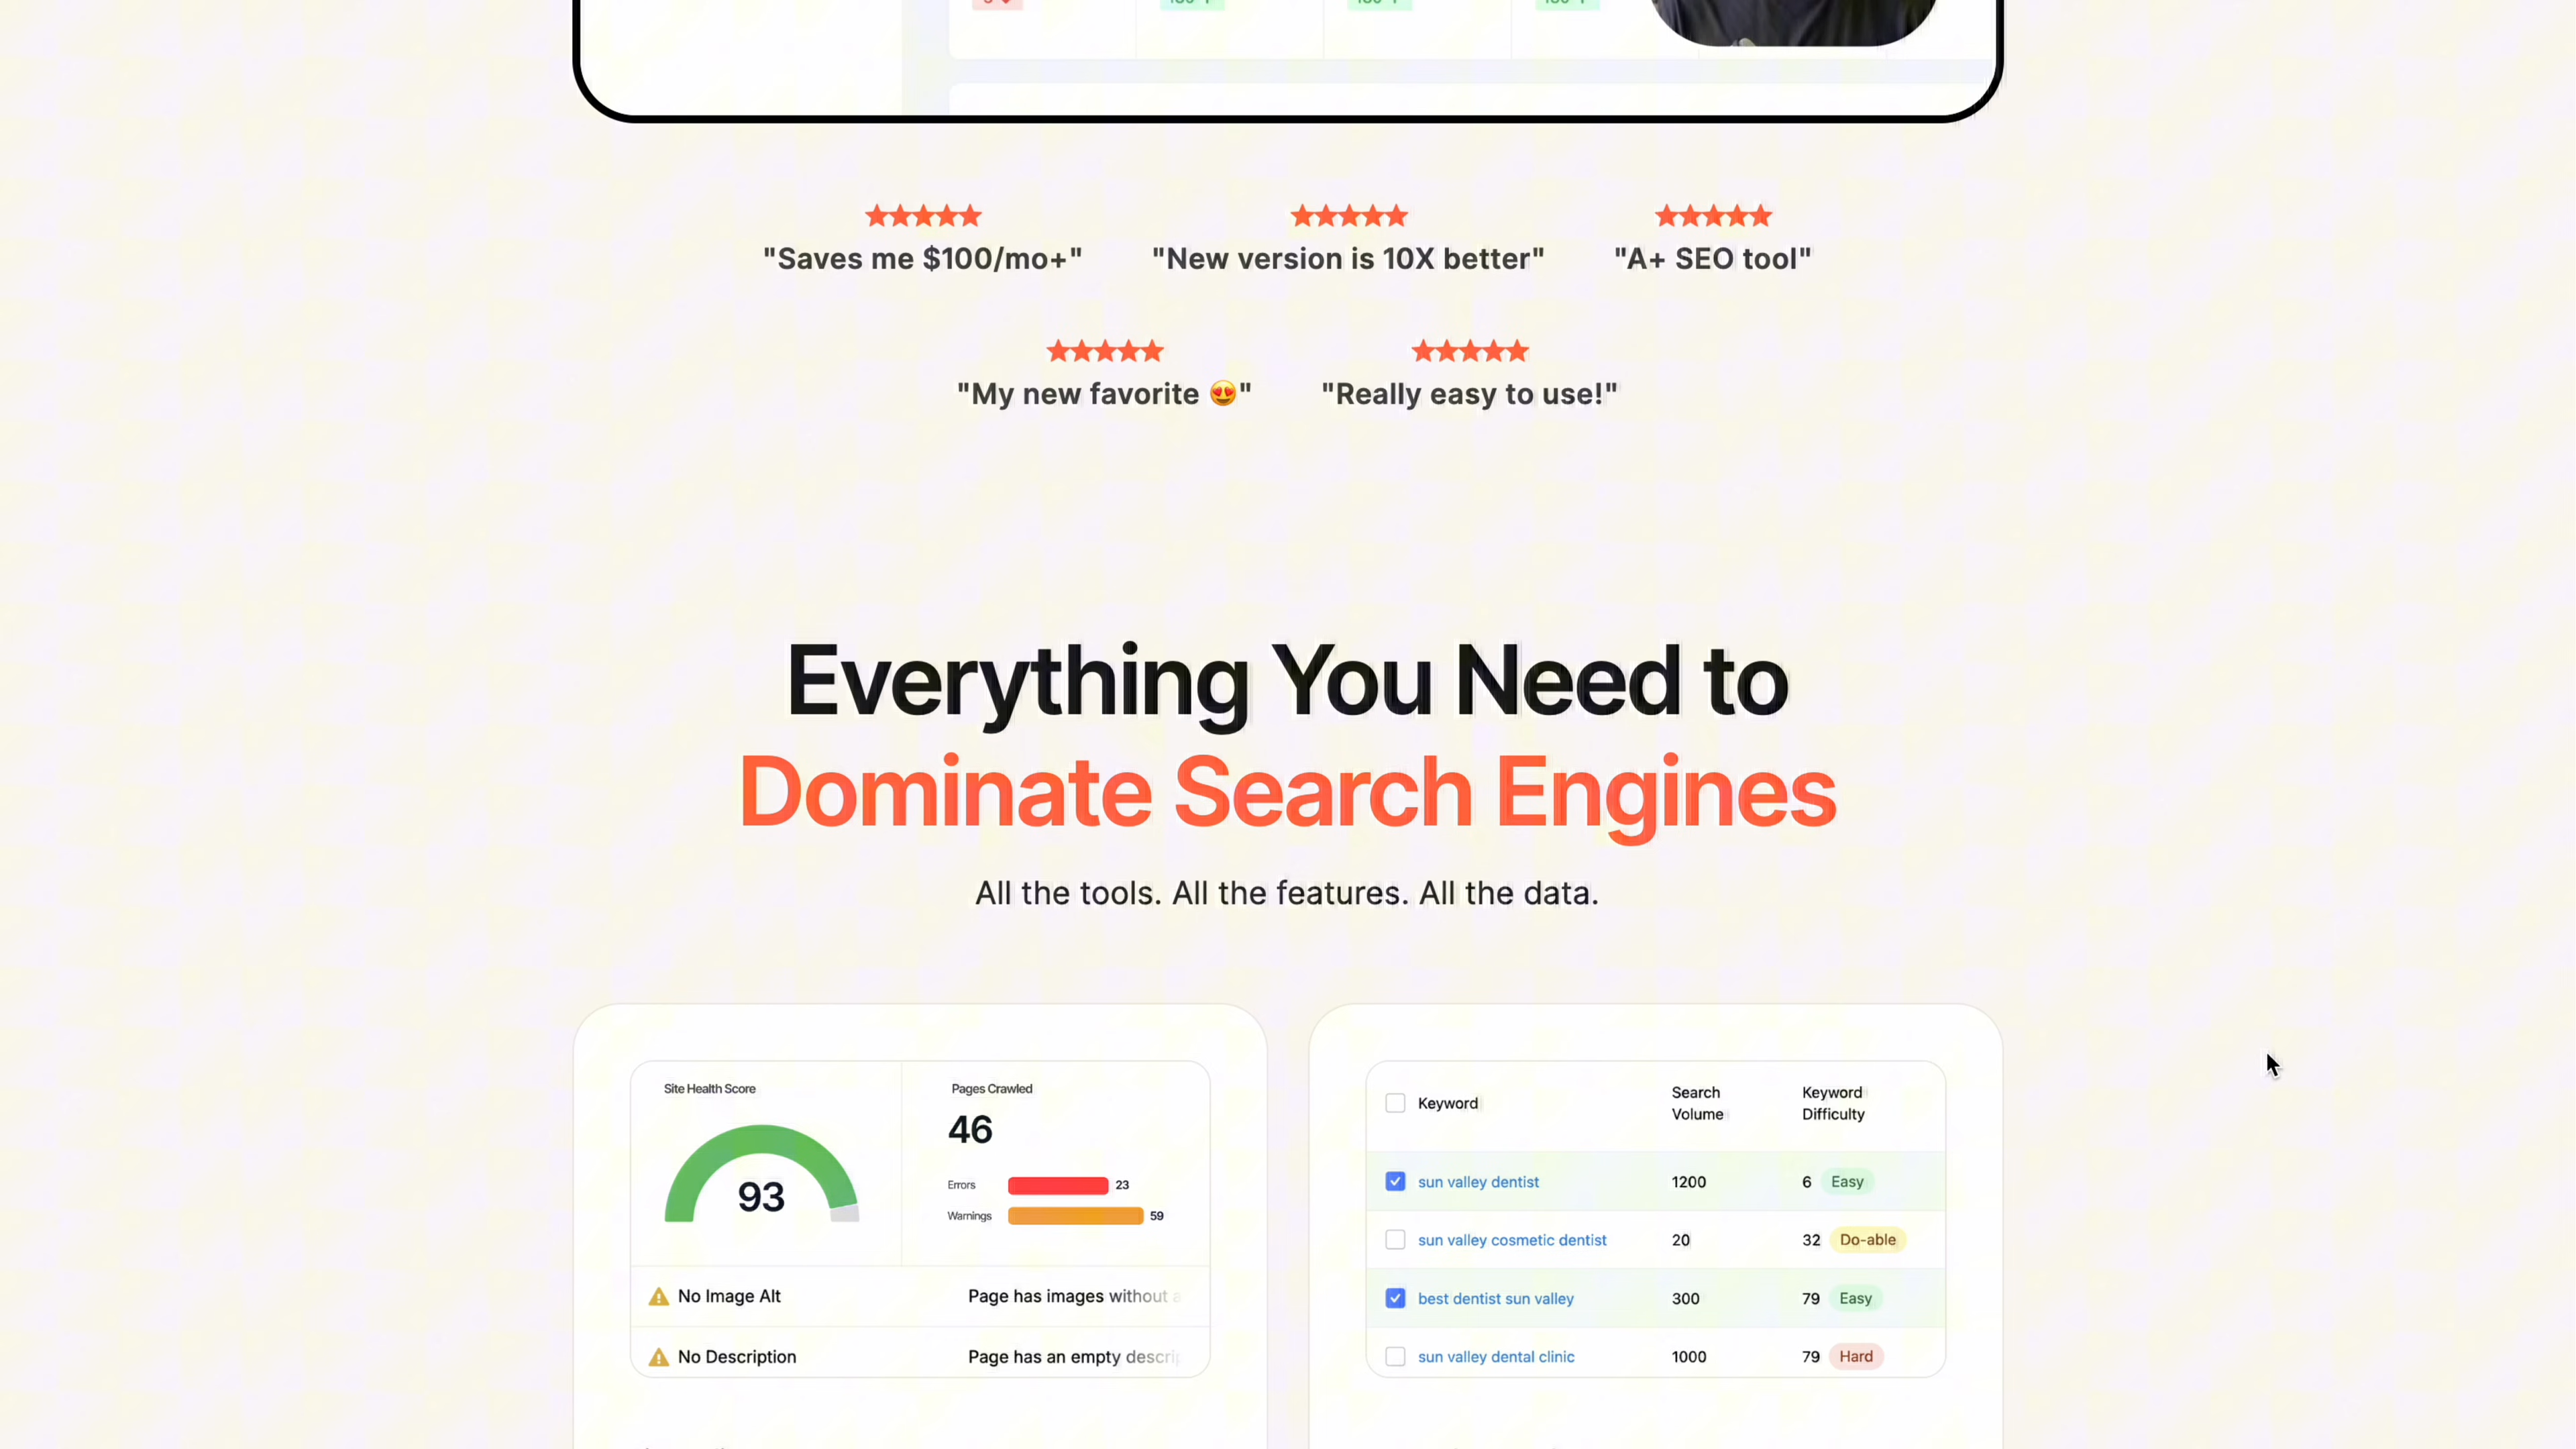 "Saves me $100/mo+"
"New version is 10X better"
"A+ SEO tool"
"My new favorite 😍"
"Really easy to use!"
Everything You Need to
Dominate Search Engines
All the tools. All the features. All the data.
Site Health Score
93
Pages Crawled
46
Errors 23
Warnings 59
No Image Alt Page has images without
No Description Page has an empty
Keyword Search Volume Keyword Difficulty
sun valley dentist 1200 6 Easy
sun valley cosmetic dentist 20 32 Do-able
best dentist sun valley 300 79 Easy
sun valley dental clinic 1000 79 Hard